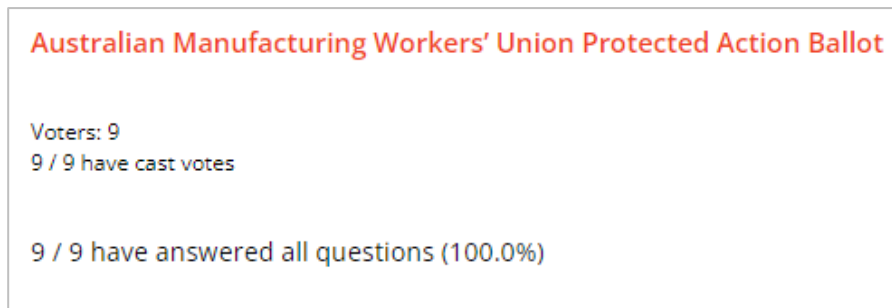 Australian Manufacturing Workers’ Union Protected Action Ballot
Voters: 9
9 / 9 have cast votes
9 / 9 have answered all questions (100.0%)